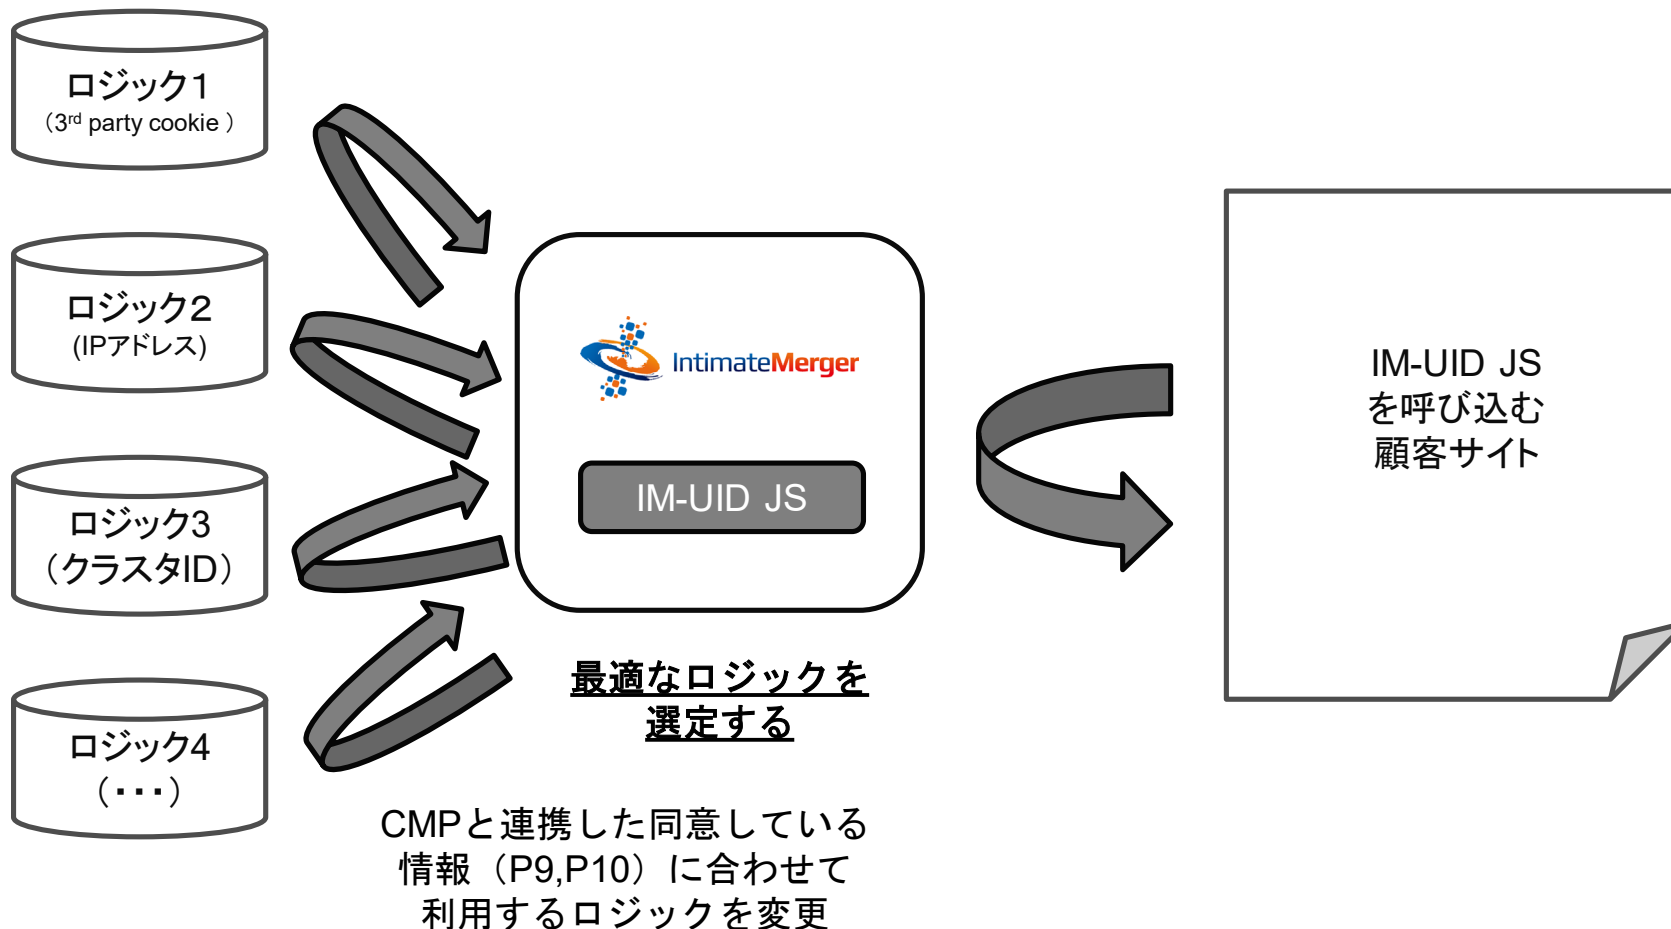 ロジック1
（3rd party cookie ）
ロジック2
(IPアドレス)
ロジック3
（クラスタID）
ロジック4
（・・・）
IntimateMerger
IM-UID JS
最適なロジックを
選定する
CMPと連携した同意している
情報（P9,P10）に合わせて
利用するロジックを変更
IM-UID JS
を呼び込む
顧客サイト